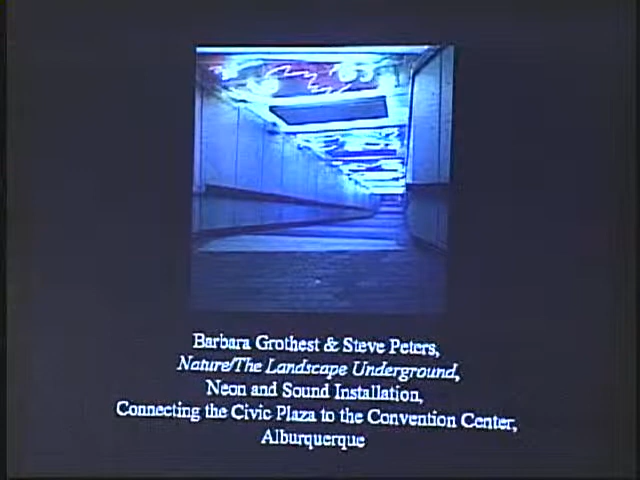 Barbara Grothest & Steve Peters,
Nature/The Landscape Underground,
Neon and Sound Installation,
Connecting the Civic Plaza to the Convention Center,
Alburquerque